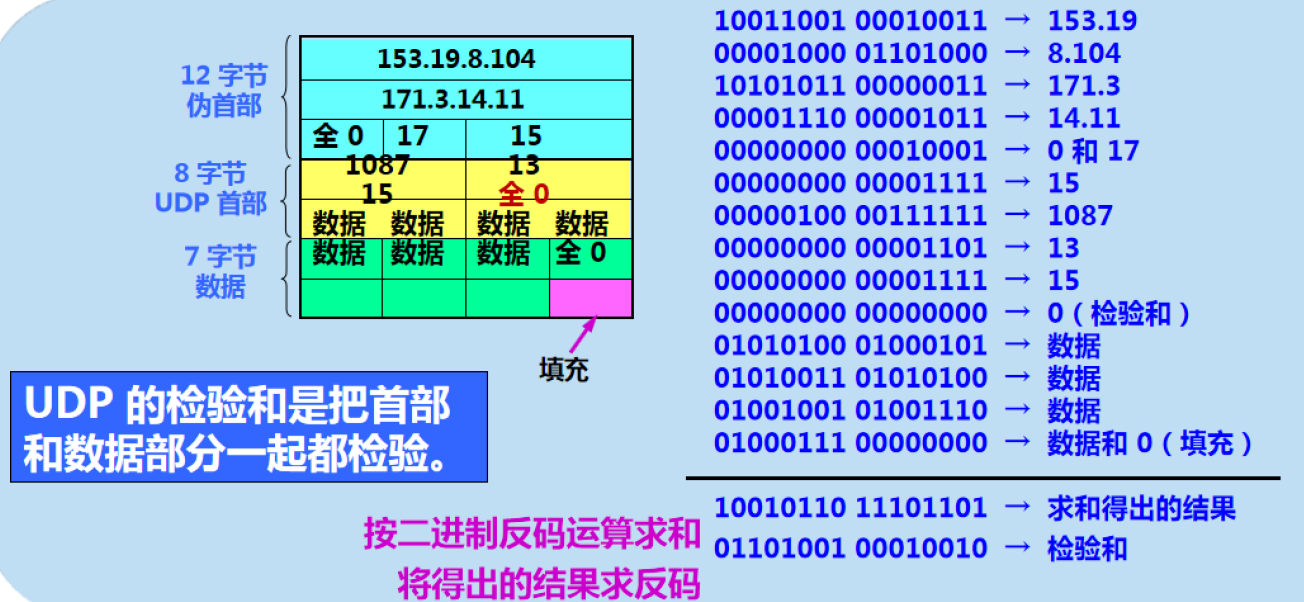 12 字节
伪首部
153.19.8.104
171.3.14.11
全 0 17 15
8 字节
UDP 首部
1087 13
15 全 0
数据 数据 数据 数据
7 字节
数据
数据 数据 数据 全 0
填充
UDP 的检验和是把首部
和数据部分一起都检验。
10011001 00010011 → 153.19
00001000 01101000 → 8.104
10101011 00000011 → 171.3
00001110 00001011 → 14.11
00000000 00010001 → 0 和 17
00000000 00001111 → 15
00000100 00111111 → 1087
00000000 00001101 → 13
00000000 00001111 → 15
00000000 00000000 → 0（检验和）
01010100 01000101 → 数据
01010011 01010100 → 数据
01001001 01001110 → 数据
01000111 00000000 → 数据和 0（填充）
10010110 11101101 → 求和得出的结果
01101001 00010010 → 检验和
按二进制反码运算求和
将得出的结果求反码